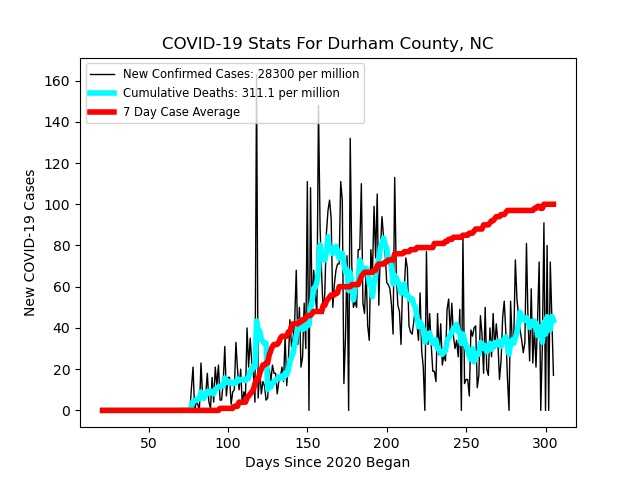 COVID-19 Stats For Durham County, NC
New Confirmed Cases: 28300 per million
Cumulative Deaths: 311.1 per million
7 Day Case Average
160
140
120
100
80
60
40
20
0
New COVID-19 Cases
50 100 150 200 250 300
Days Since 2020 Began